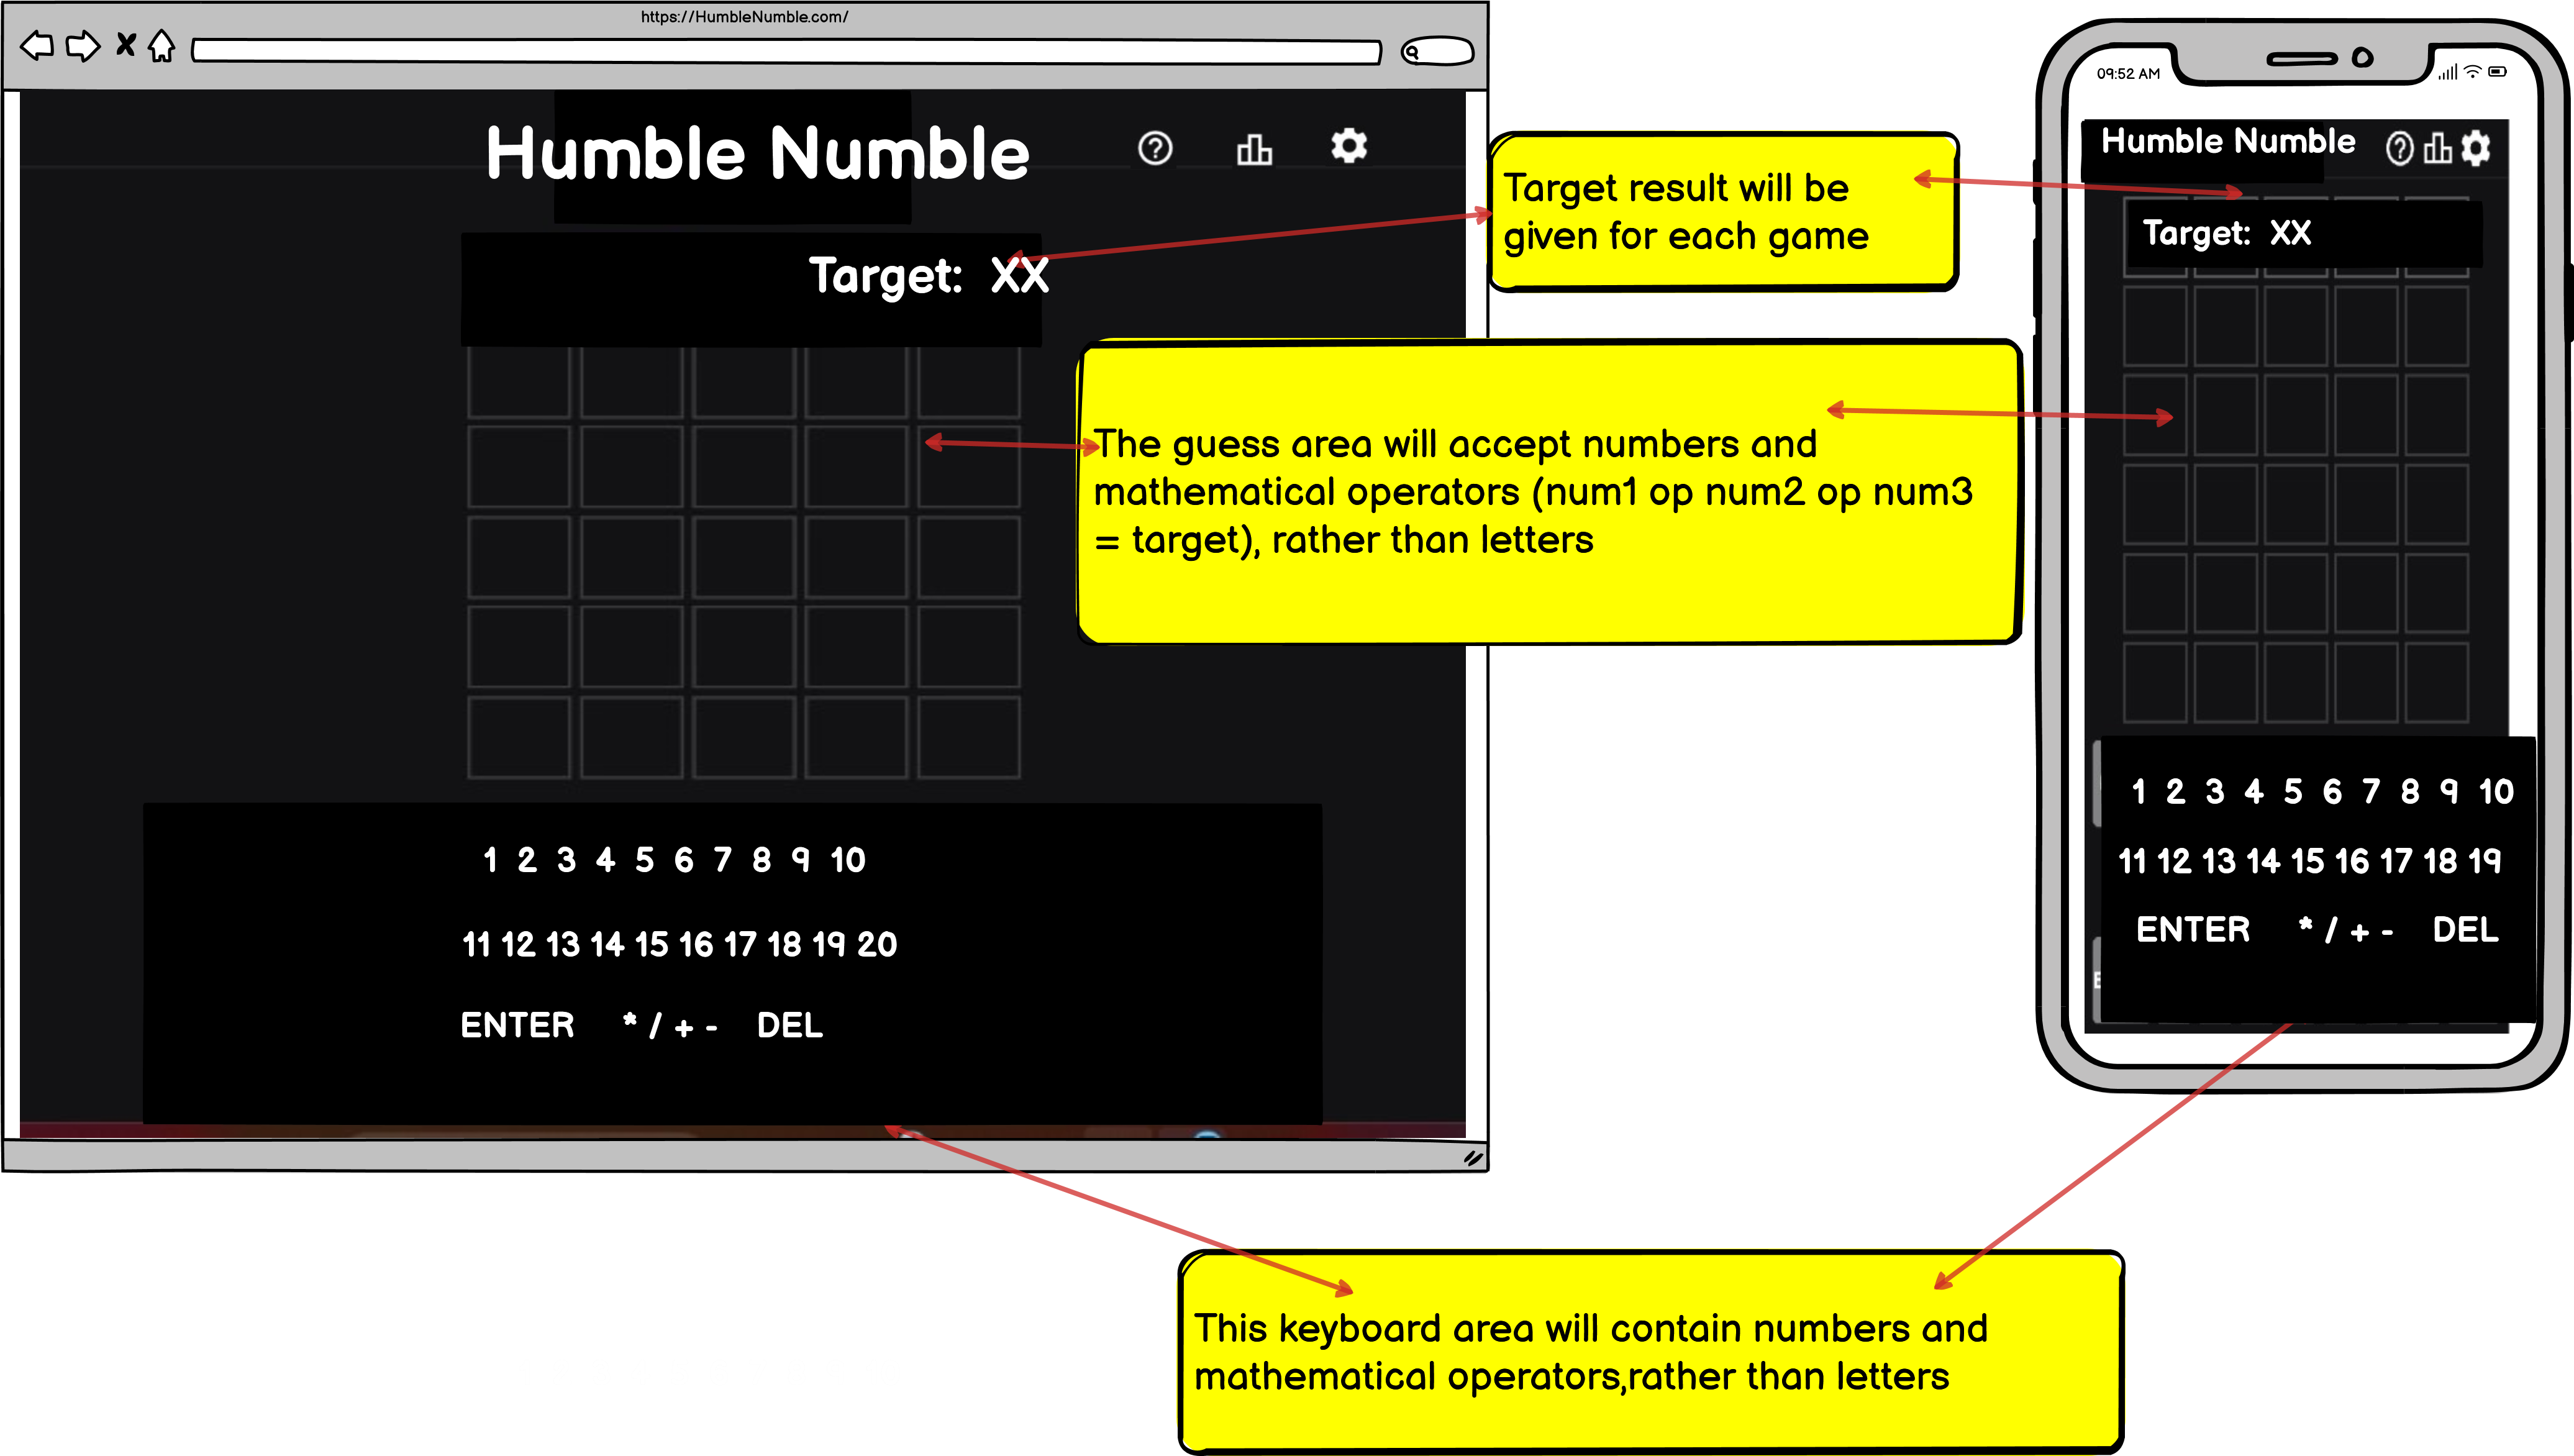 https://HumbleNumble.com/
Humble Numble
Target: XX
1 2 3 4 5 6 7 8 9 10
11 12 13 14 15 16 17 18 19 20
ENTER * / + - DEL
Target result will be
given for each game
The guess area will accept numbers and
mathematical operators (num1 op num2 op num3
= target), rather than letters
09:52 AM
Humble Numble
Target: XX
1 2 3 4 5 6 7 8 9 10
11 12 13 14 15 16 17 18 19
ENTER * / + - DEL
E
This keyboard area will contain numbers and
mathematical operators,rather than letters